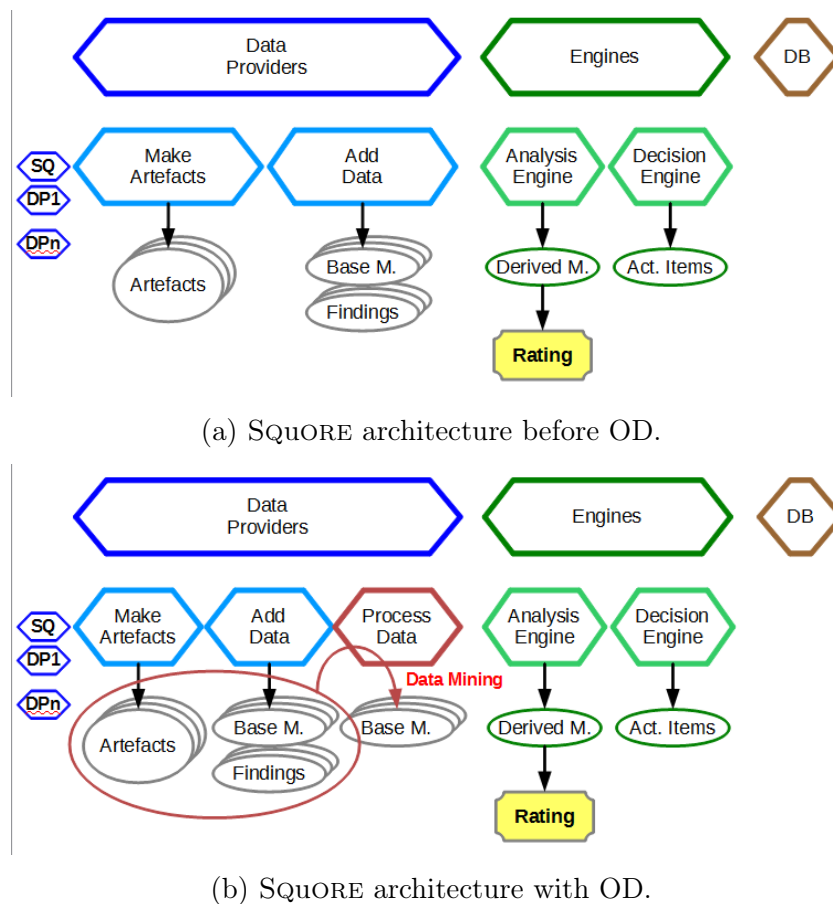 Data
Providers
Engines
DB
SQ
DP1
DPn
Make
Artefacts
Add
Data
Analysis
Engine
Decision
Engine
Artefacts
Base M.
Findings
Derived M.
Act. Items
Rating
(a) SQUORE architecture before OD.
Data
Providers
Engines
DB
SQ
DP1
DPn
Make
Artefacts
Add
Data
Process
Data
Analysis
Engine
Decision
Engine
Data Mining
Artefacts
Base M.
Findings
Base M.
Derived M.
Act. Items
Rating
(b) SQUORE architecture with OD.